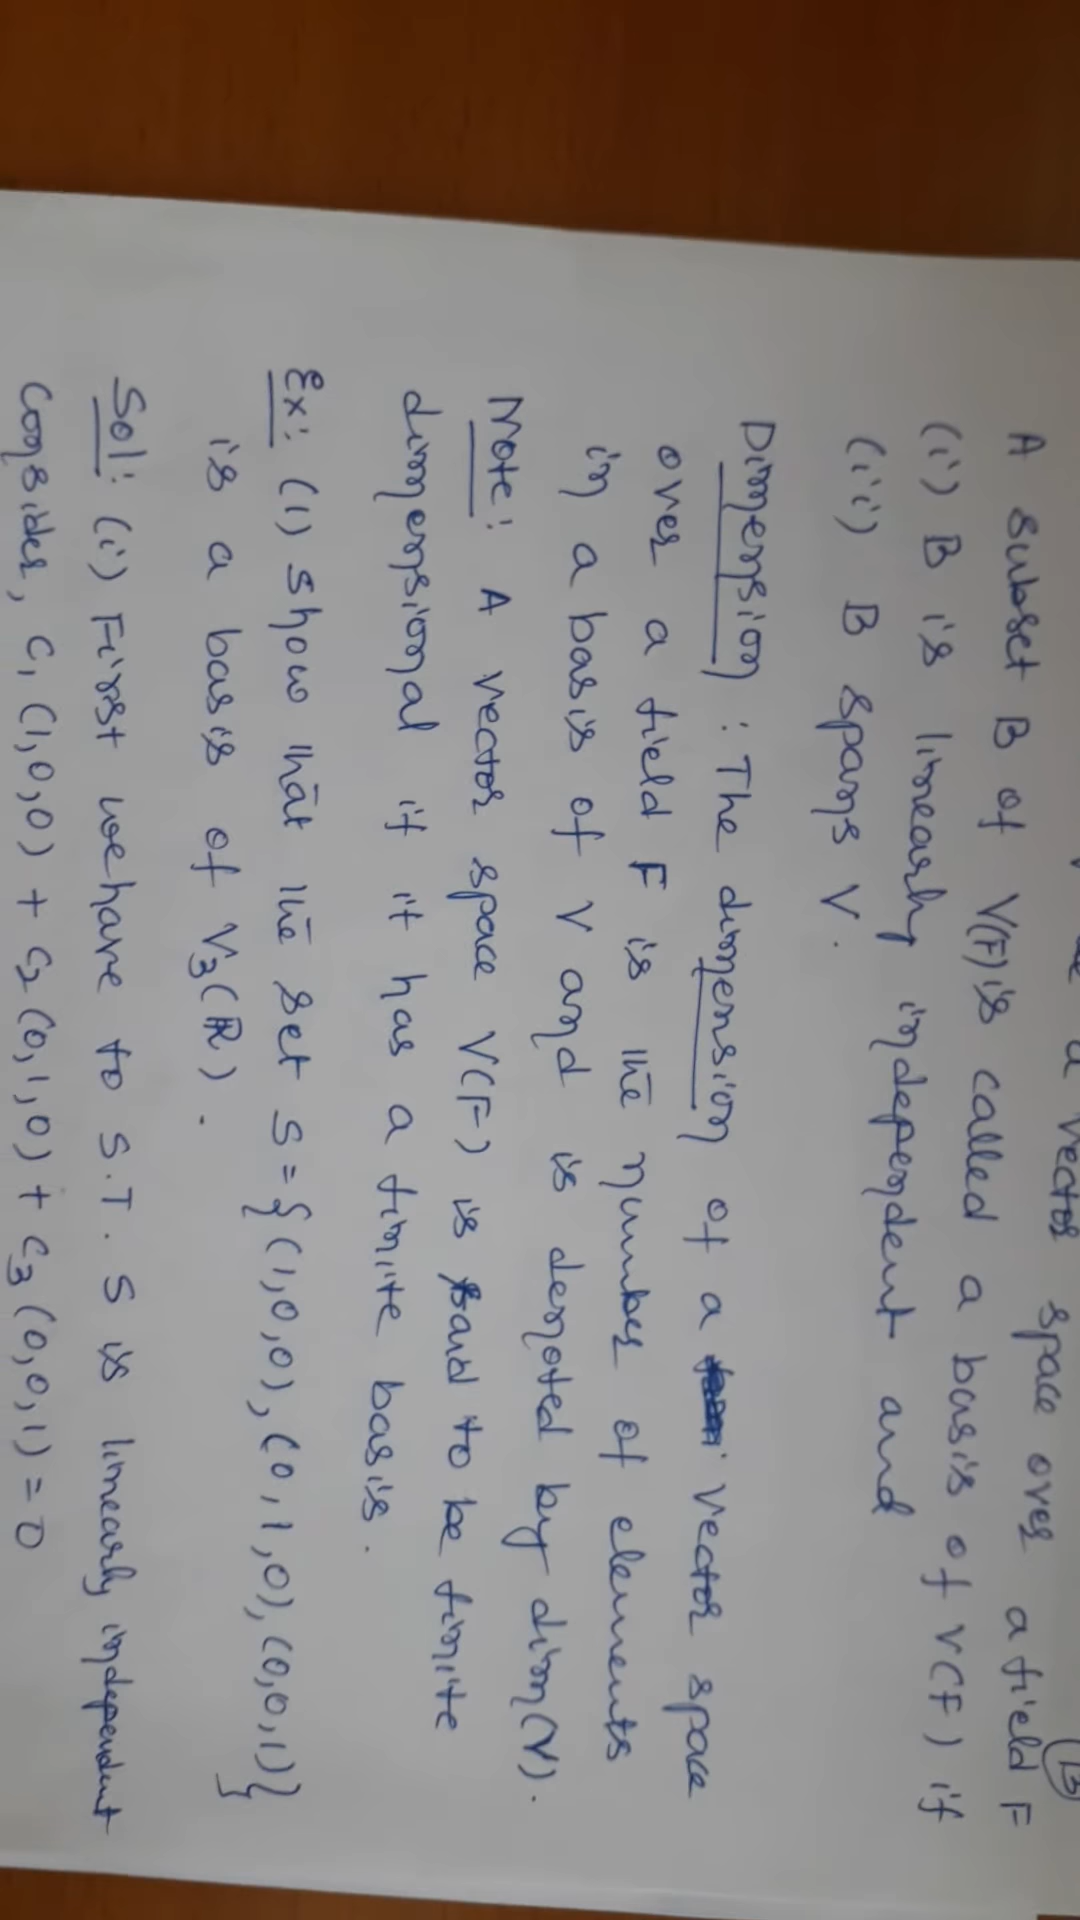 a vector space over a field F
A subset B of V(F) is called a basis of V(F) if
(i) B is linearly independent and
(ii) B spans V.
Dimension : The dimension of a vector space
over a field F is the number of elements
in a basis of V and is denoted by dim(V).
Note: A vector space V(F) is said to be finite
dimensional if it has a finite basis.
Ex: (1) Show that the set S={(1,0,0),(0,1,0),(0,0,1)}
is a basis of V₃(ℝ).
Sol: (i) First we have to S.T. S is linearly independent
Consider, C₁(1,0,0) + C₂(0,1,0) + C₃(0,0,1) = 0